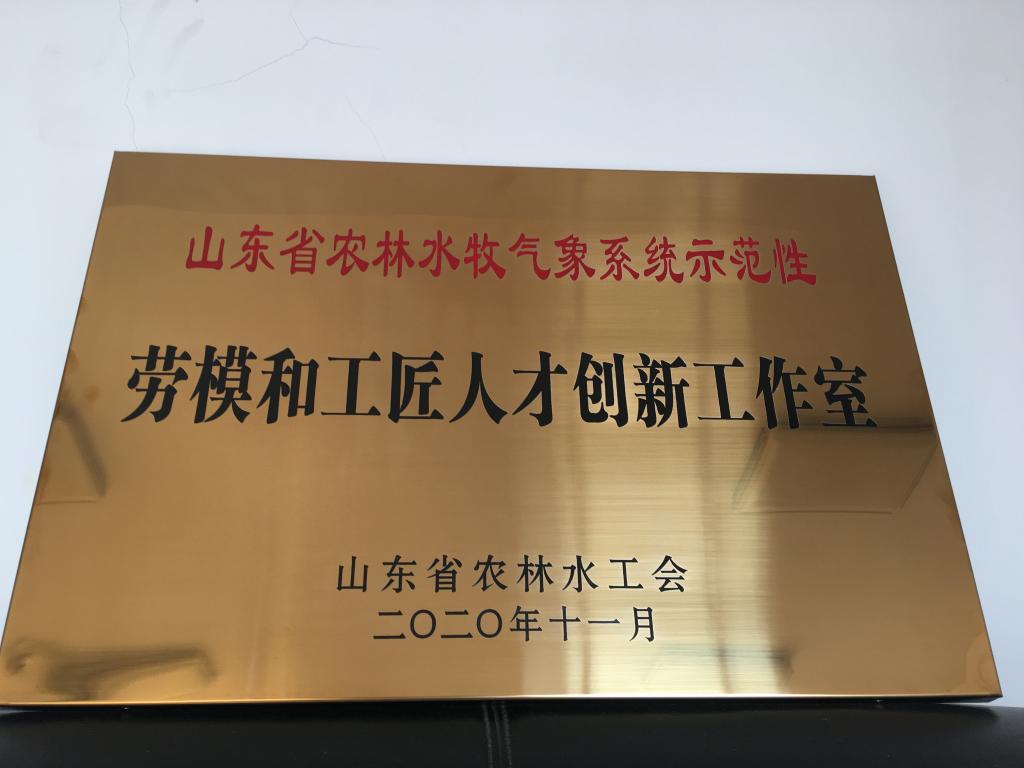 山东省农林水牧气象系统示范性
劳模和工匠人才创新工作室
山东省农林水工会
二〇二〇年十一月